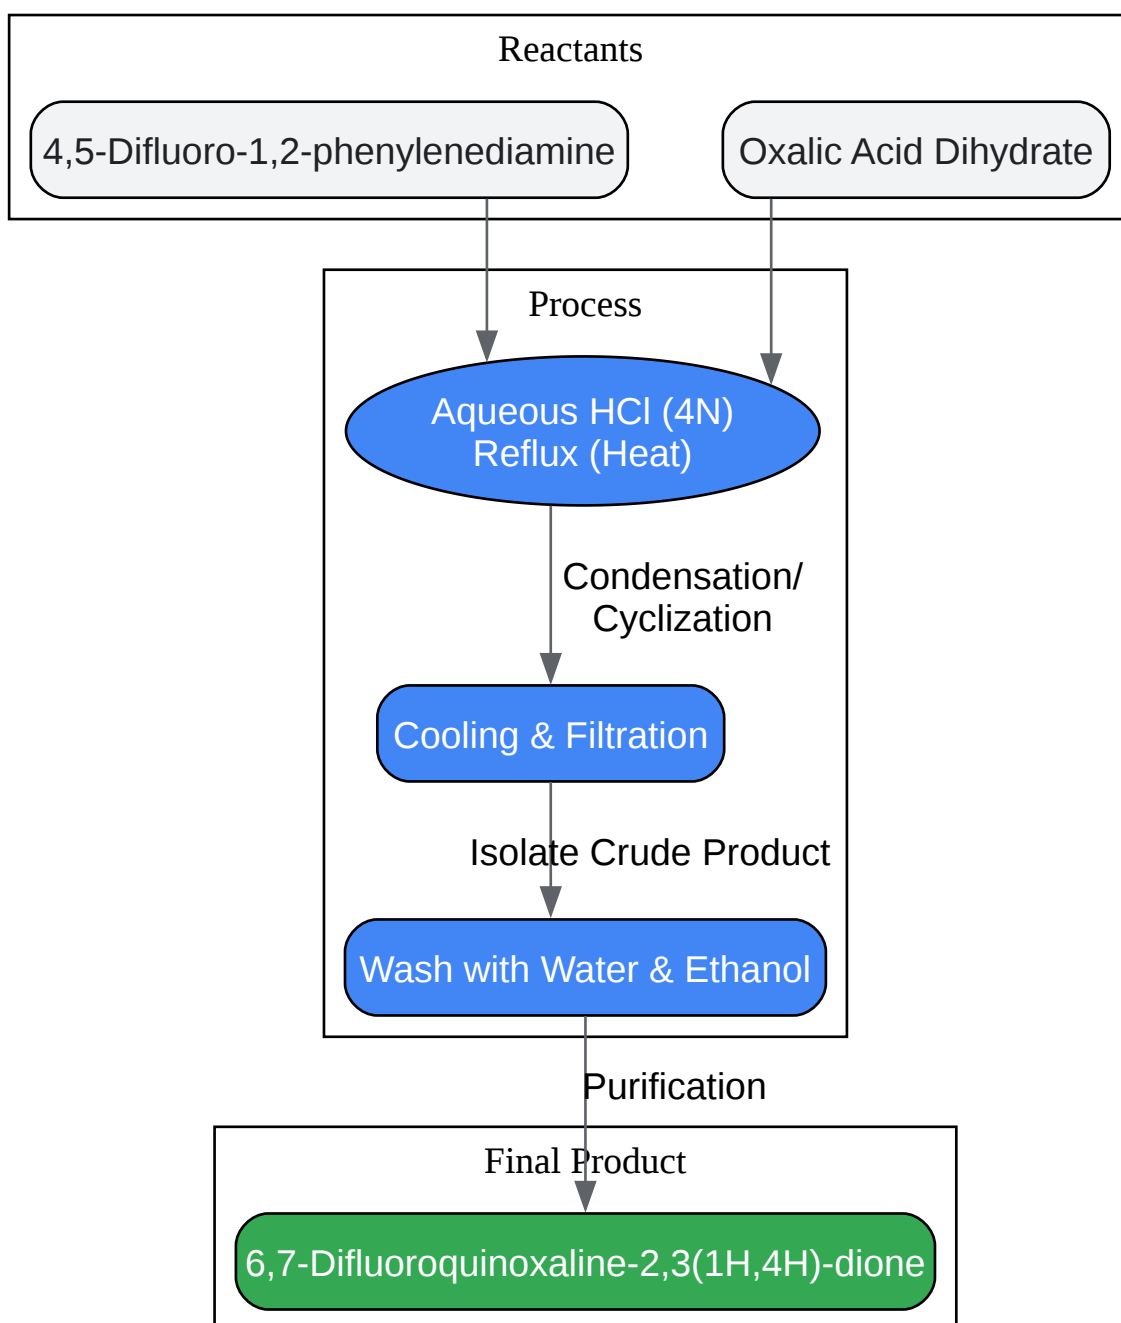 Reactants
4,5-Difluoro-1,2-phenylenediamine
Oxalic Acid Dihydrate
Process
Aqueous HCl (4N)
Reflux (Heat)
Condensation/
Cyclization
Cooling & Filtration
Isolate Crude Product
Wash with Water & Ethanol
Purification
Final Product
6,7-Difluoroquinoxaline-2,3(1H,4H)-dione